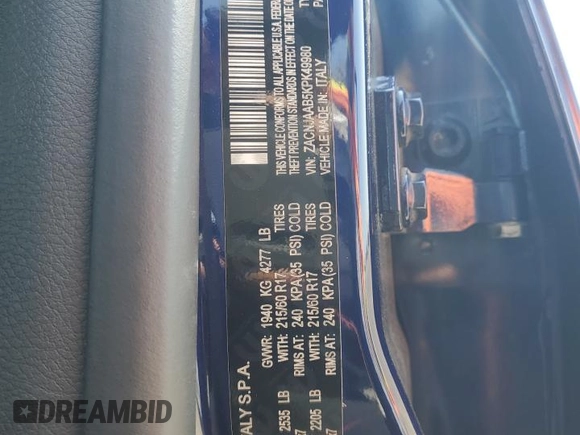 ALY S.P.A.
GVWR: 1940 KG 4277 LB
2535 LB WITH: 215/60 R17 TIRES
RIMS AT: 240 KPA(35 PSI) COLD
2205 LB WITH: 215/60 R17 TIRES
RIMS AT: 240 KPA(35 PSI) COLD
THIS VEHICLE CONFORMS TO ALL APPLICABLE U.S.A. FEDERAL
THEFT PREVENTION STANDARDS IN EFFECT ON THE DATE O
VIN: ZACNJAAB5KPK49980
VEHICLE MADE IN: ITALY
DREAMBID